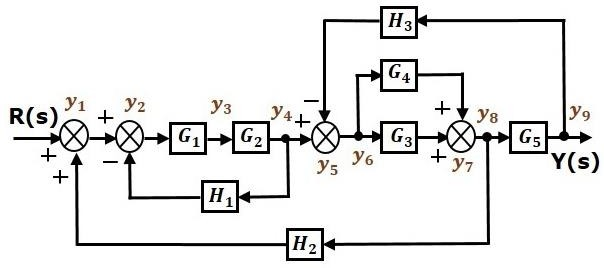 H3
G4
R(s) y1 y2 y3 y4 y8 y9
+ + − + +
G1 G2 G3 G5
+ − y5 y6 + y7 Y(s)
+
H1
H2